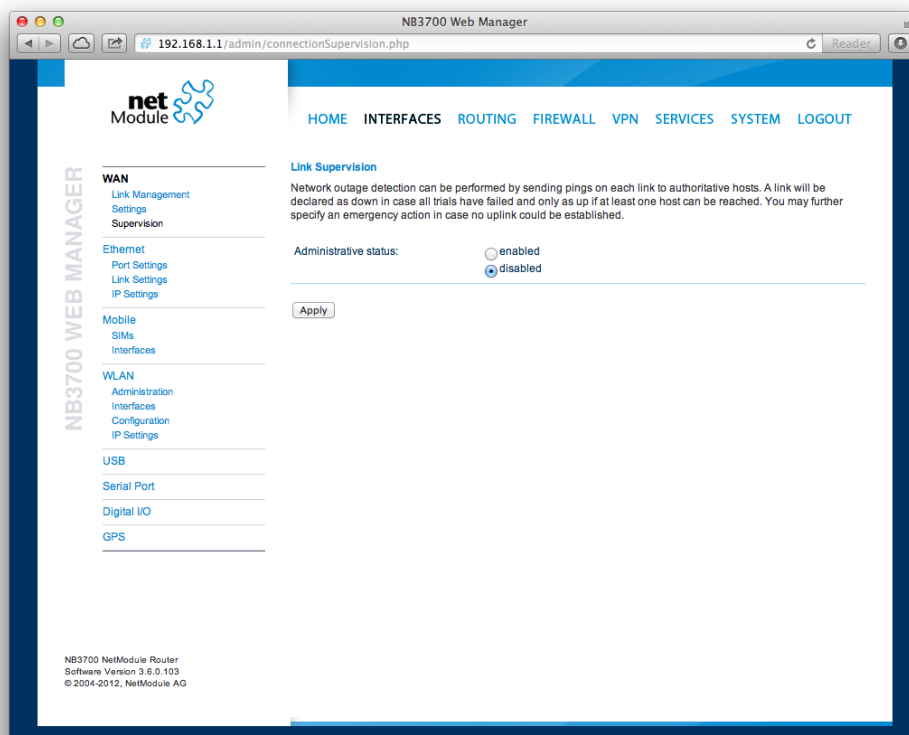 NB3700 Web Manager
192.168.1.1/admin/connectionSupervision.php
Reader
net
Module
HOME INTERFACES ROUTING FIREWALL VPN SERVICES SYSTEM LOGOUT
NB3700 WEB MANAGER
WAN
Link Management
Settings
Supervision
Ethernet
Port Settings
Link Settings
IP Settings
Mobile
SIMs
Interfaces
WLAN
Administration
Interfaces
Configuration
IP Settings
USB
Serial Port
Digital I/O
GPS
Link Supervision
Network outage detection can be performed by sending pings on each link to authoritative hosts. A link will be
declared as down in case all trials have failed and only as up if at least one host can be reached. You may further
specify an emergency action in case no uplink could be established.
Administrative status:
enabled
disabled
Apply
NB3700 NetModule Router
Software Version 3.6.0.103
© 2004-2012, NetModule AG